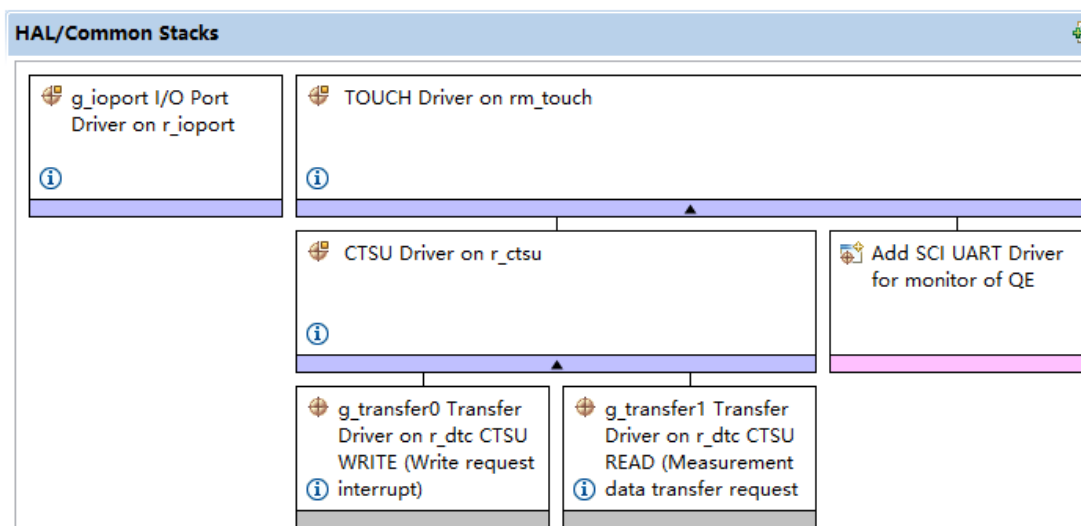 HAL/Common Stacks
g_ioport I/O Port
Driver on r_ioport
TOUCH Driver on rm_touch
CTSU Driver on r_ctsu
Add SCI UART Driver
for monitor of QE
g_transfer0 Transfer
Driver on r_dtc CTSU
WRITE (Write request
interrupt)
g_transfer1 Transfer
Driver on r_dtc CTSU
READ (Measurement
data transfer request